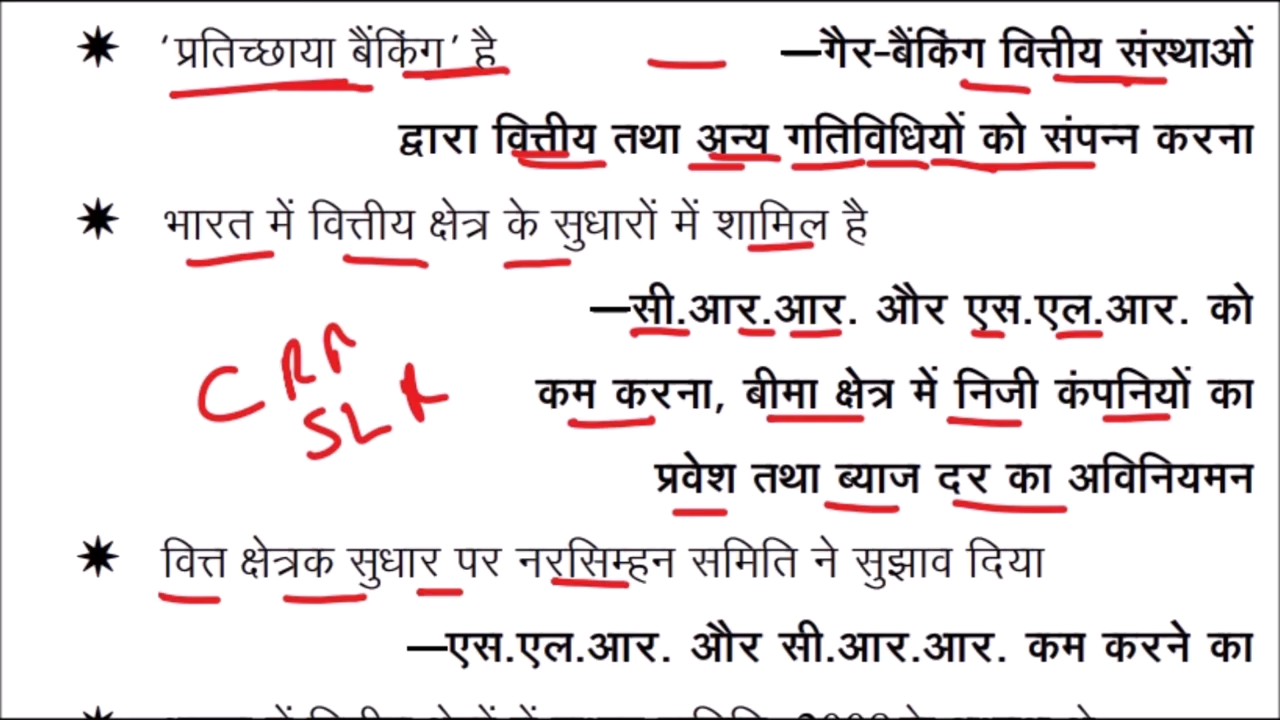 ✷ 'प्रतिच्छाया बैंकिंग' है —गैर-बैंकिंग वित्तीय संस्थाओं
द्वारा वित्तीय तथा अन्य गतिविधियों को संपन्न करना
✷ भारत में वित्तीय क्षेत्र के सुधारों में शामिल है
—सी.आर.आर. और एस.एल.आर. को
कम करना, बीमा क्षेत्र में निजी कंपनियों का
प्रवेश तथा ब्याज दर का अविनियमन
CRR
SLR
✷ वित्त क्षेत्रक सुधार पर नरसिम्हन समिति ने सुझाव दिया
—एस.एल.आर. और सी.आर.आर. कम करने का